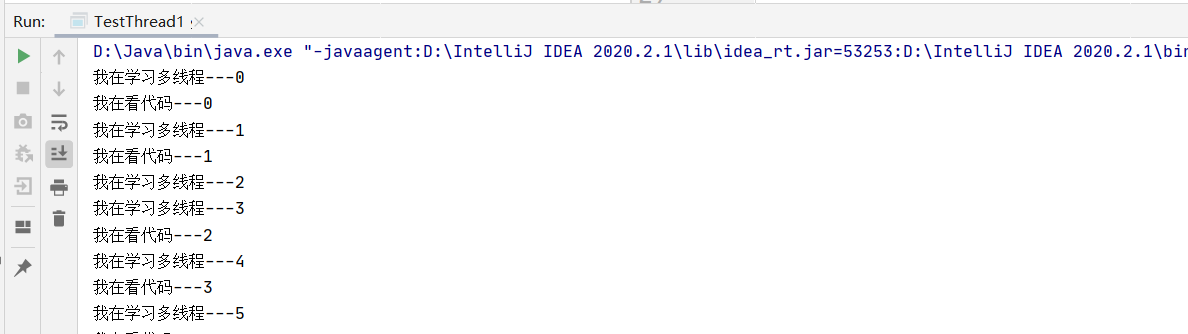 Run: TestThread1
D:\Java\bin\java.exe "-javaagent:D:\IntelliJ IDEA 2020.2.1\lib\idea_rt.jar=53253:D:\IntelliJ IDEA 2020.2.1\bin
我在学习多线程---0
我在看代码---0
我在学习多线程---1
我在看代码---1
我在学习多线程---2
我在学习多线程---3
我在看代码---2
我在学习多线程---4
我在看代码---3
我在学习多线程---5